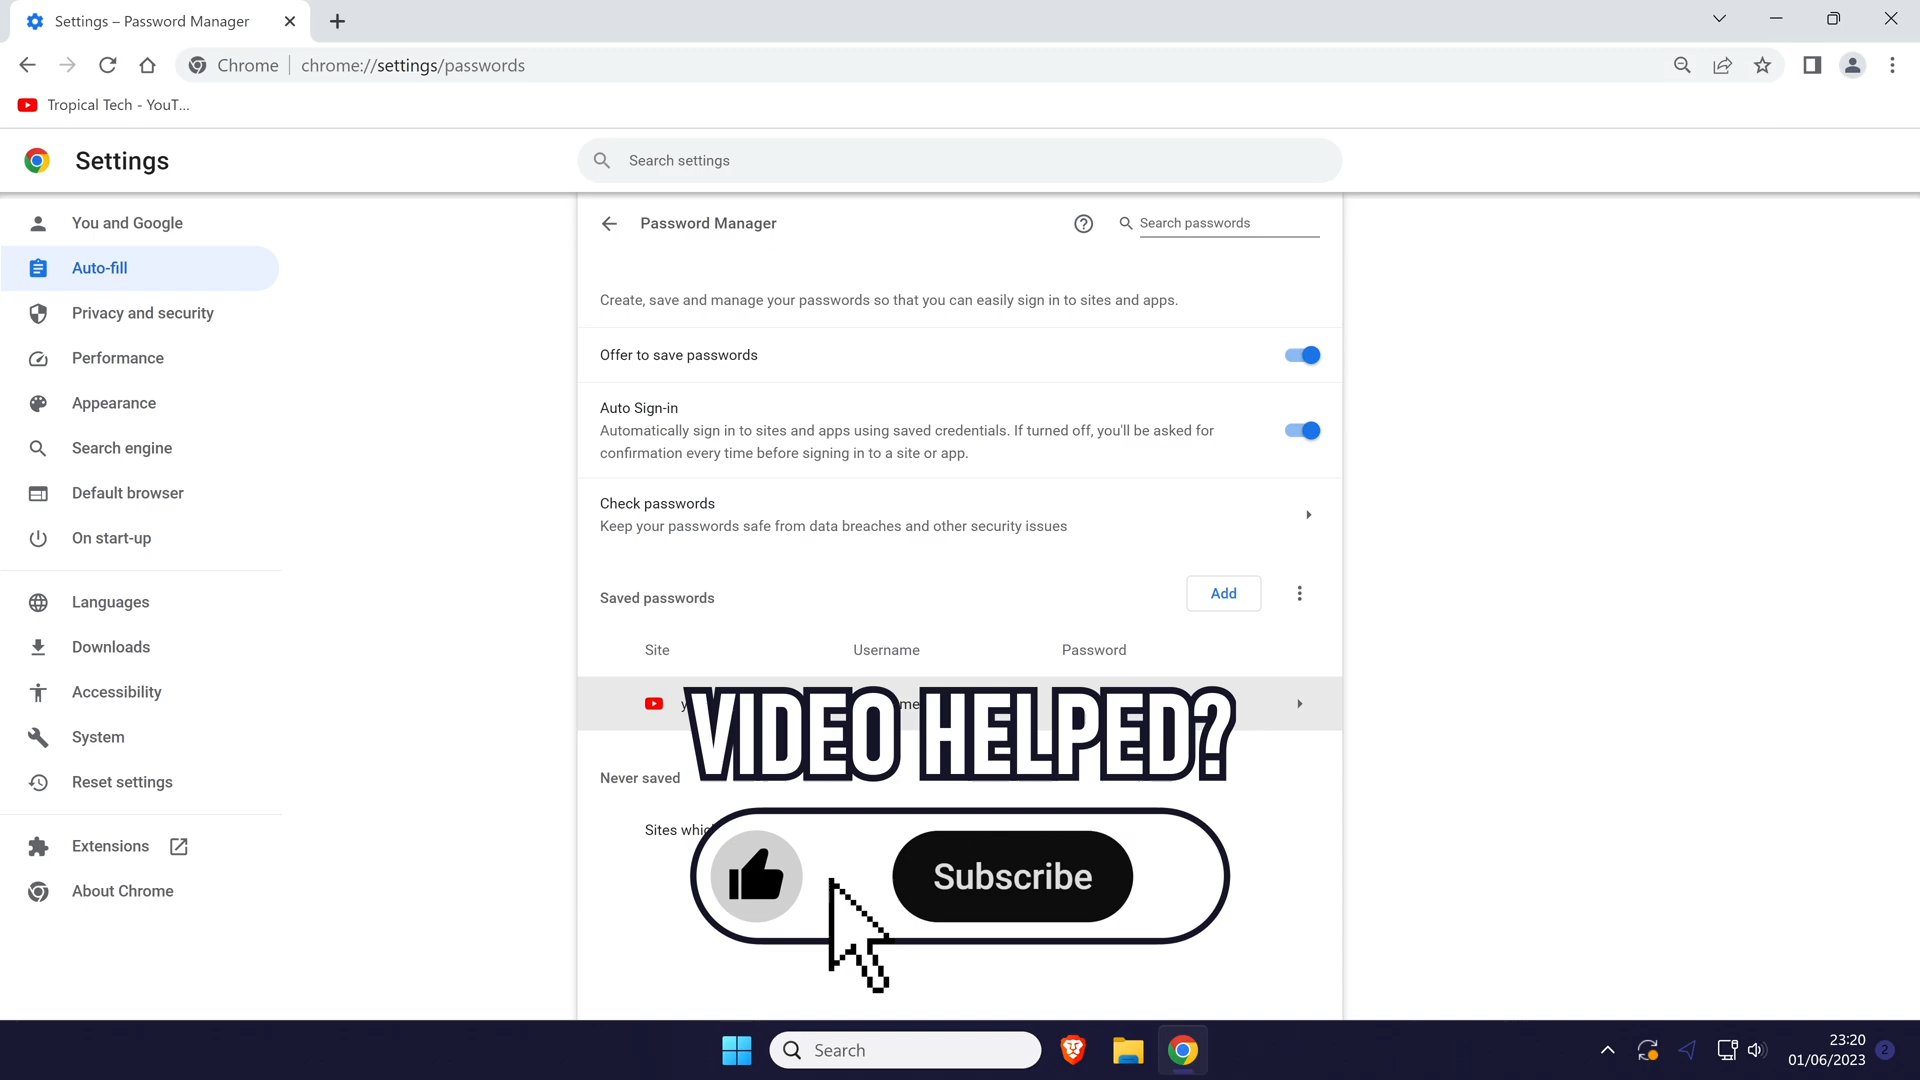 Settings – Password Manager
Chrome
chrome://settings/passwords
Tropical Tech - YouT...
Settings
Search settings
You and Google
Auto-fill
Privacy and security
Performance
Appearance
Search engine
Default browser
On start-up
Languages
Downloads
Accessibility
System
Reset settings
Extensions
About Chrome
Password Manager
Search passwords
Create, save and manage your passwords so that you can easily sign in to sites and apps.
Offer to save passwords
Auto Sign-in
Automatically sign in to sites and apps using saved credentials. If turned off, you'll be asked for
confirmation every time before signing in to a site or app.
Check passwords
Keep your passwords safe from data breaches and other security issues
Saved passwords
Add
Site Username Password
VIDEO HELPED?
Never saved
Sites
Subscribe
Search
23:20
01/06/2023
2